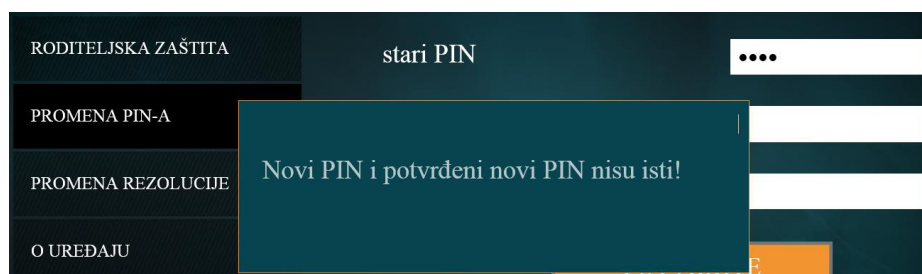 RODITELJSKA ZAŠTITA
stari PIN
••••
PROMENA PIN-A
Novi PIN i potvrđeni novi PIN nisu isti!
PROMENA REZOLUCIJE
O UREĐAJU